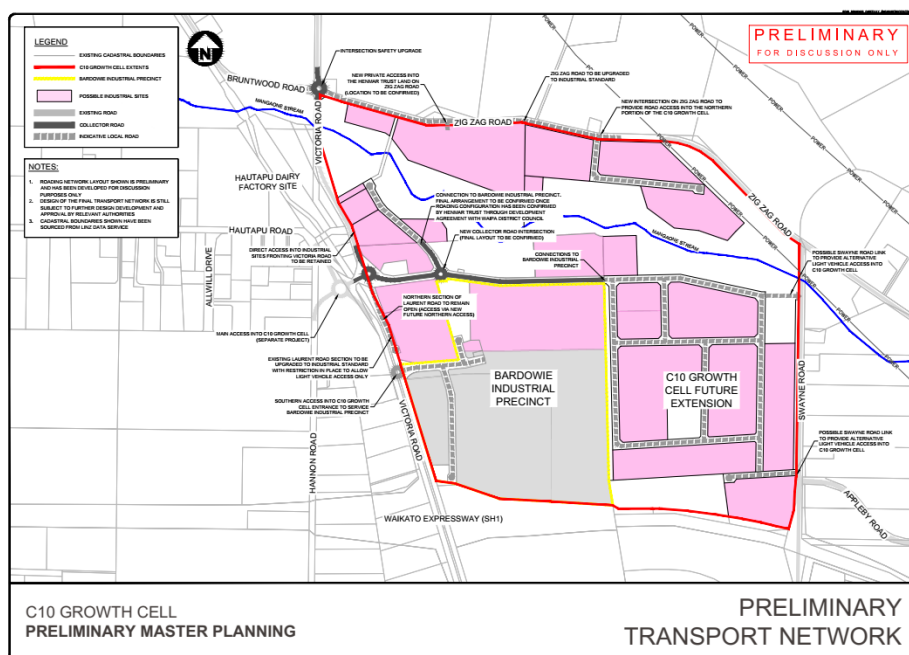 PRELIMINARY
FOR DISCUSSION ONLY
LEGEND
EXISTING CADASTRAL BOUNDARIES
C10 GROWTH CELL EXTENTS
BARDOWIE INDUSTRIAL PRECINCT
POSSIBLE INDUSTRIAL SITES
EXISTING ROAD
COLLECTOR ROAD
INDICATIVE LOCAL ROAD
NOTES:
1. ROADING NETWORK LAYOUT SHOWN IS PRELIMINARY
AND HAS BEEN DEVELOPED FOR DISCUSSION
PURPOSES ONLY
2. DESIGN OF THE FINAL TRANSPORT NETWORK IS STILL
SUBJECT TO FURTHER DESIGN DEVELOPMENT AND
APPROVAL BY RELEVANT AUTHORITIES
3. CADASTRAL BOUNDARIES SHOWN HAVE BEEN
SOURCED FROM LINZ DATA SERVICE
N
INTERSECTION SAFETY UPGRADE
BRUNTWOOD ROAD
MANGAONE STREAM
VICTORIA ROAD
NEW PRIVATE ACCESS INTO
THE HENMAR TRUST LAND ON
ZIG ZAG ROAD
(LOCATION TO BE CONFIRMED)
ZIG ZAG ROAD
ZIG ZAG ROAD TO BE UPGRADED
TO INDUSTRIAL STANDARD
NEW INTERSECTION ON ZIG ZAG ROAD TO
PROVIDE ROAD ACCESS INTO THE NORTHERN
PORTION OF THE C10 GROWTH CELL
POWER
POWER
POWER
POWER
POWER
POWER
ZIG ZAG ROAD
MANGAONE STREAM
HAUTAPU DAIRY
FACTORY SITE
HAUTAPU ROAD
ALLWILL DRIVE
CONNECTION TO BARDOWIE INDUSTRIAL PRECINCT.
FINAL ARRANGEMENT TO BE CONFIRMED ONCE
ROADING CONFIGURATION HAS BEEN CONFIRMED
BY HENMAR TRUST THROUGH DEVELOPMENT
AGREEMENT WITH WAIPA DISTRICT COUNCIL
NEW COLLECTOR ROAD INTERSECTION
(FINAL LAYOUT TO BE CONFIRMED)
DIRECT ACCESS INTO INDUSTRIAL
SITES FRONTING VICTORIA ROAD
TO BE RETAINED
CONNECTIONS TO
BARDOWIE INDUSTRIAL
PRECINCT
POSSIBLE SWAYNE ROAD LINK
TO PROVIDE ALTERNATIVE
LIGHT VEHICLE ACCESS INTO
C10 GROWTH CELL
NORTHERN SECTION OF
LAURENT ROAD TO REMAIN
OPEN (ACCESS VIA NEW
FUTURE NORTHERN ACCESS)
MAIN ACCESS INTO C10 GROWTH CELL
(SEPARATE PROJECT)
EXISTING LAURENT ROAD SECTION TO BE
UPGRADED TO INDUSTRIAL STANDARD
WITH RESTRICTION IN PLACE TO ALLOW
LIGHT VEHICLE ACCESS ONLY
SOUTHERN ACCESS INTO C10 GROWTH
CELL ENTRANCE TO SERVICE
BARDOWIE INDUSTRIAL PRECINCT
BARDOWIE
INDUSTRIAL
PRECINCT
C10 GROWTH
CELL FUTURE
EXTENSION
SWAYNE ROAD
VICTORIA ROAD
HANNON ROAD
POSSIBLE SWAYNE ROAD LINK
TO PROVIDE ALTERNATIVE
LIGHT VEHICLE ACCESS INTO
C10 GROWTH CELL
APPLEBY ROAD
WAIKATO EXPRESSWAY (SH1)
C10 GROWTH CELL
PRELIMINARY MASTER PLANNING
PRELIMINARY
TRANSPORT NETWORK